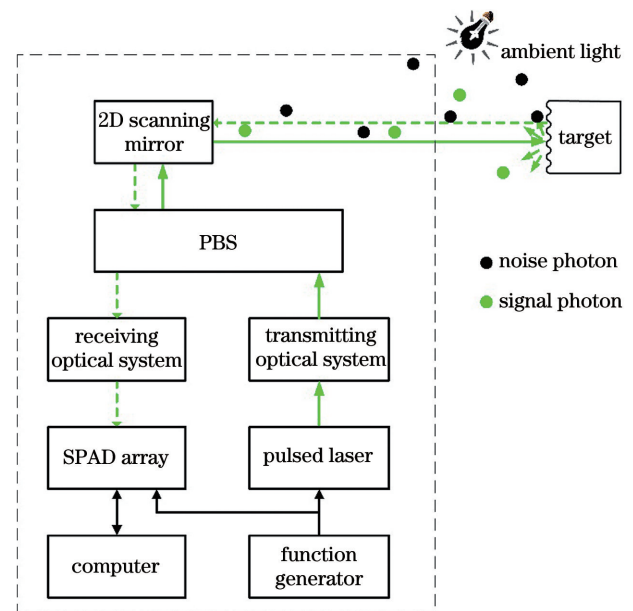 ambient light
2D scanning
mirror
target
PBS
noise photon
signal photon
receiving
optical system
transmitting
optical system
SPAD array
pulsed laser
computer
function
generator